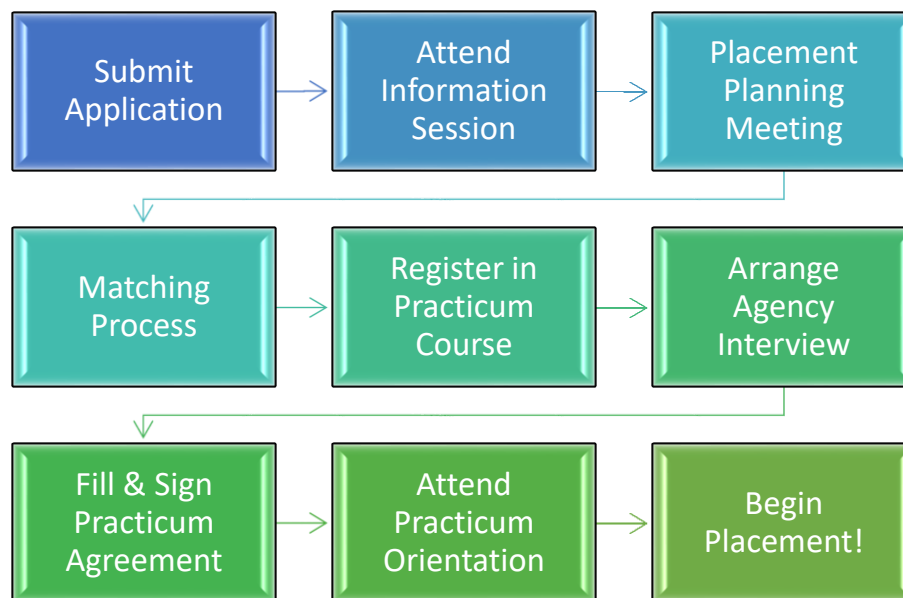 Submit
Application
Attend
Information
Session
Placement
Planning
Meeting
Matching
Process
Register in
Practicum
Course
Arrange
Agency
Interview
Fill & Sign
Practicum
Agreement
Attend
Practicum
Orientation
Begin
Placement!